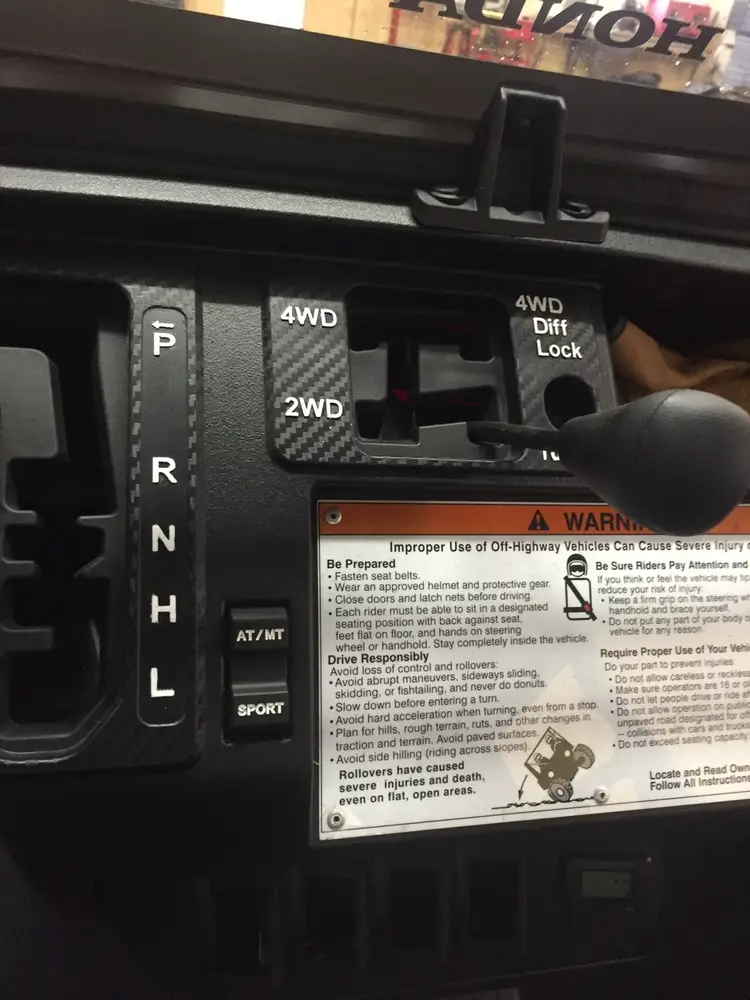 HONDA
4WD
2WD
4WD
Diff
Lock
P
R
N
H
L
AT/MT
SPORT
Improper Use of Off-Highway Vehicles Can Cause Severe Injury
Be Prepared
• Fasten seat belts.
• Wear an approved helmet and protective gear.
• Close doors and latch nets before driving.
• Each rider must be able to sit in a designated
seating position with back against seat,
feet flat on floor, and hands on steering
wheel or handhold. Stay completely inside the vehicle.
Drive Responsibly
Avoid loss of control and rollovers:
• Avoid abrupt maneuvers, sideways sliding,
skidding, or fishtailing, and never do donuts.
• Slow down before entering a turn.
• Avoid hard acceleration when turning, even from a stop.
• Plan for hills, rough terrain, ruts, and other changes in
traction and terrain. Avoid paved surfaces.
• Avoid side hilling (riding across slopes).
Rollovers have caused
severe injuries and death,
even on flat, open areas.
Be Sure Riders Pay Attention and
If you think or feel the vehicle may
reduce your risk of injury:
• Keep a firm grip on the steering
handhold and brace yourself.
• Do not put any part of your body
vehicle for any reason.
Require Proper Use of Your
Do your part to prevent injuries:
• Do not allow careless or
• Make sure operators are 16 or
• Do not let people drive or ride
• Do not allow operation on
unpaved road designated for
-- collisions with cars and
• Do not exceed seating capacity
Locate and Read
Follow All